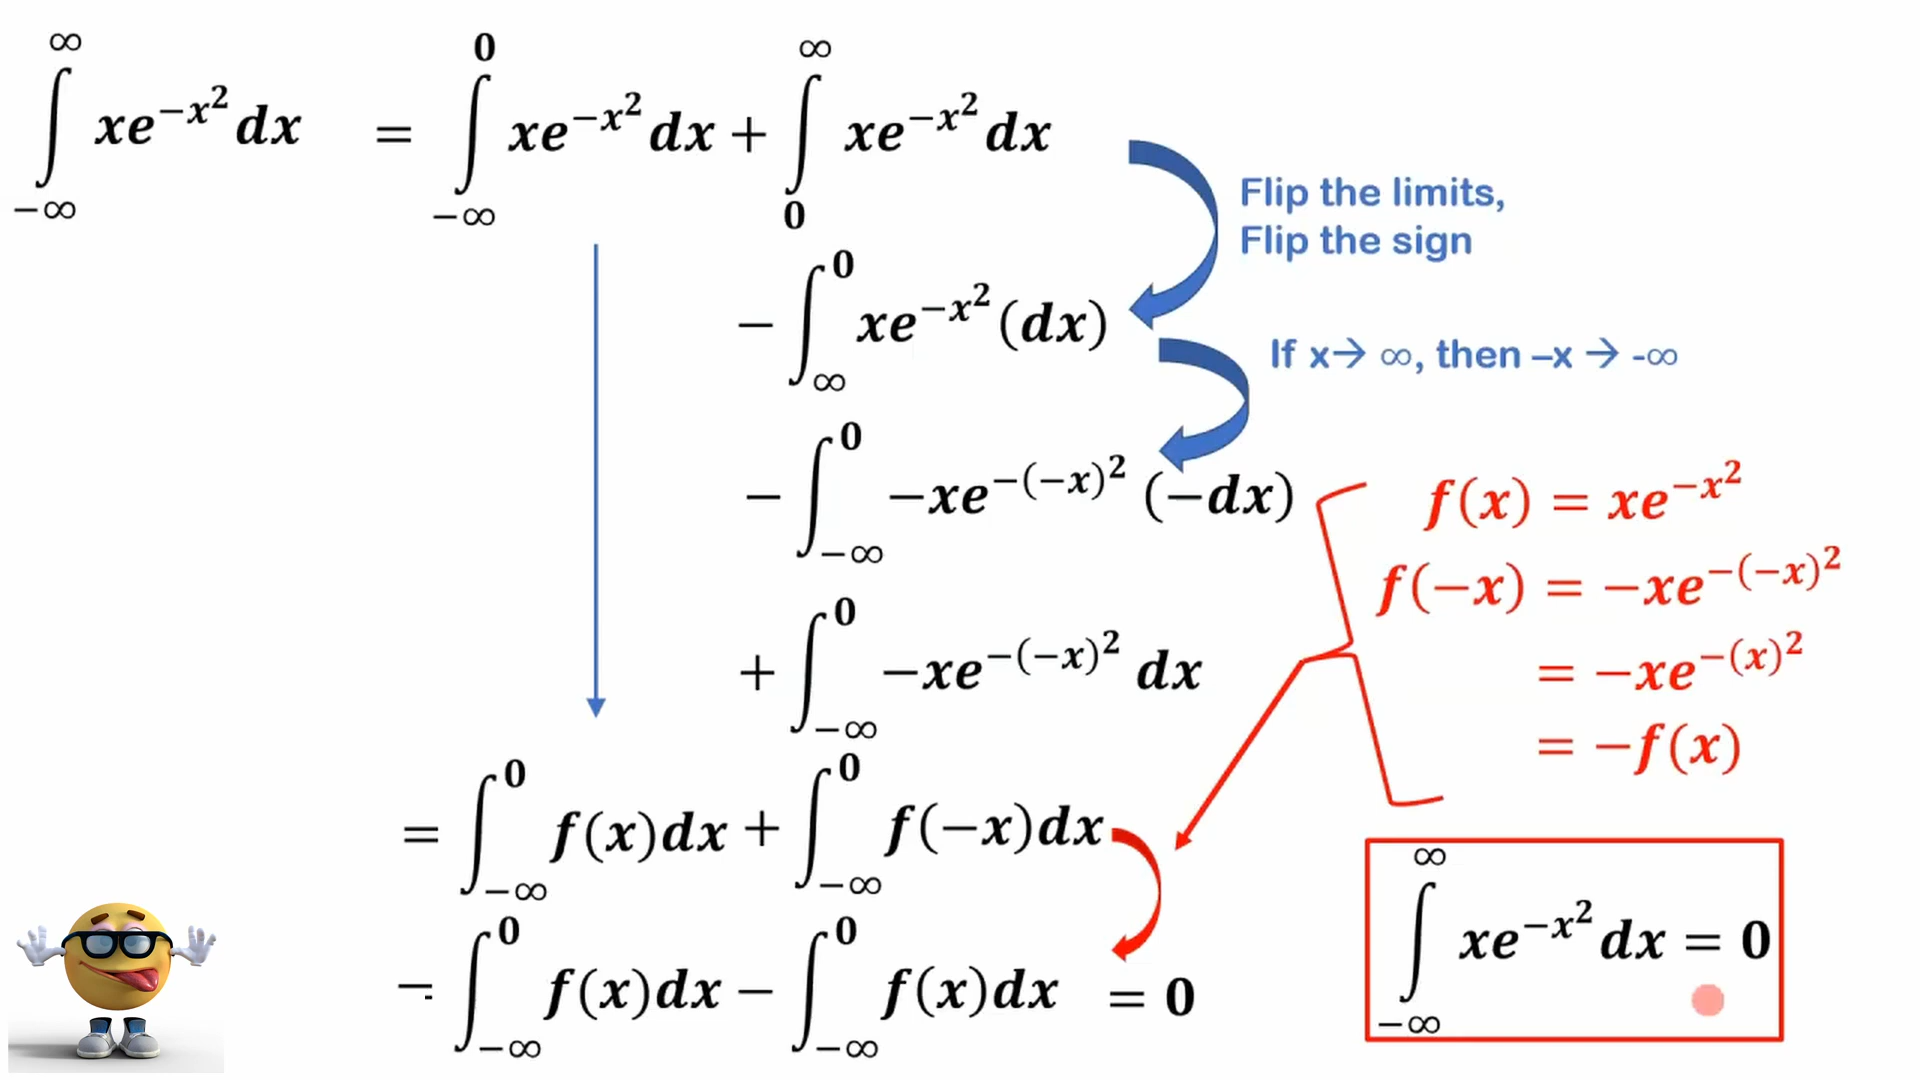 ∫_{-∞}^{∞} xe^{-x^2} dx = ∫_{-∞}^{0} xe^{-x^2} dx + ∫_{0}^{∞} xe^{-x^2} dx
Flip the limits,
Flip the sign
- ∫_{∞}^{0} xe^{-x^2} (dx)
If x→ ∞, then –x → -∞
- ∫_{-∞}^{0} -xe^{-(-x)^2} (-dx)
+ ∫_{-∞}^{0} -xe^{-(-x)^2} dx
f(x) = xe^{-x^2}
f(-x) = -xe^{-(-x)^2}
= -xe^{-(x)^2}
= -f(x)
= ∫_{-∞}^{0} f(x)dx + ∫_{-∞}^{0} f(-x)dx
∫_{-∞}^{0} f(x)dx - ∫_{-∞}^{0} f(x)dx = 0
∫_{-∞}^{∞} xe^{-x^2} dx = 0